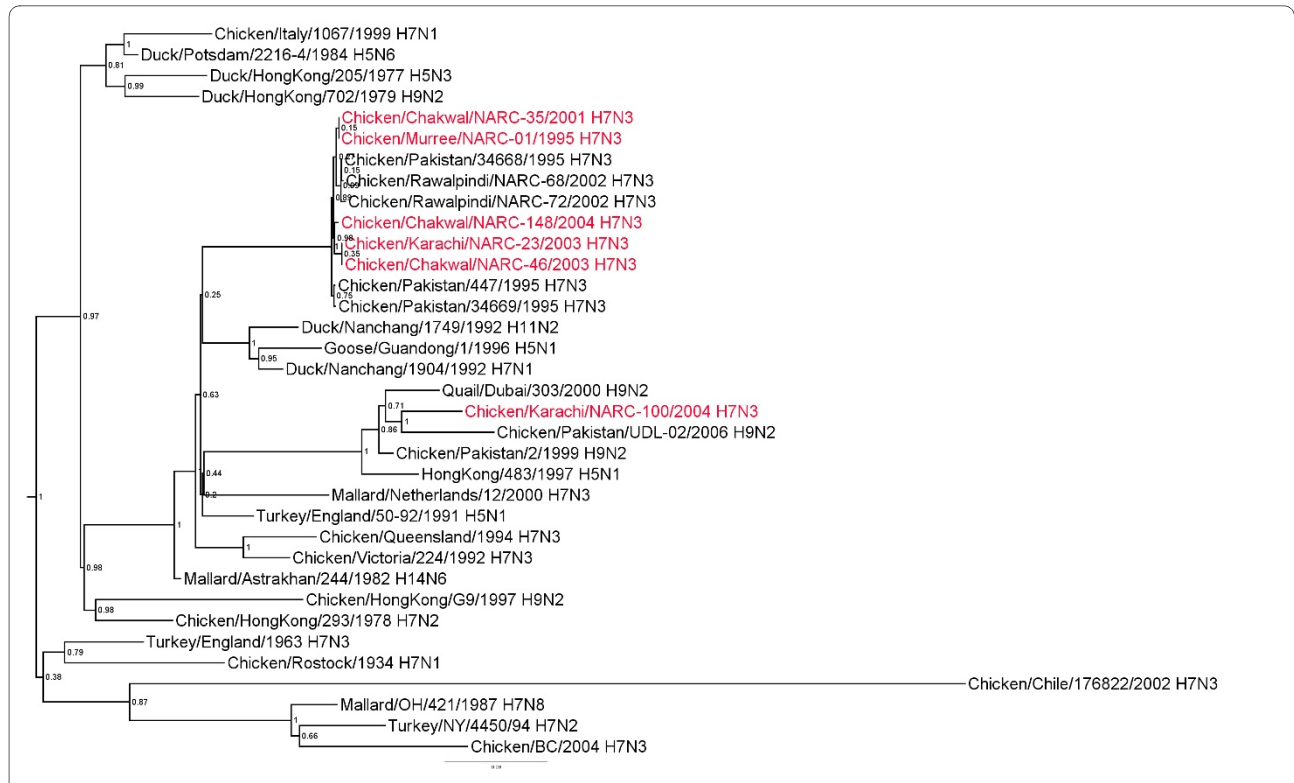 Chicken/Italy/1067/1999 H7N1
1
Duck/Potsdam/2216-4/1984 H5N6
0.81
Duck/HongKong/205/1977 H5N3
0.99
Duck/HongKong/702/1979 H9N2
Chicken/Chakwal/NARC-35/2001 H7N3
0.15
Chicken/Murree/NARC-01/1995 H7N3
Chicken/Pakistan/34668/1995 H7N3
0.15
Chicken/Rawalpindi/NARC-68/2002 H7N3
Chicken/Rawalpindi/NARC-72/2002 H7N3
Chicken/Chakwal/NARC-148/2004 H7N3
0.98
Chicken/Karachi/NARC-23/2003 H7N3
1
0.35
Chicken/Chakwal/NARC-46/2003 H7N3
Chicken/Pakistan/447/1995 H7N3
0.75
Chicken/Pakistan/34669/1995 H7N3
0.25
0.97
Duck/Nanchang/1749/1992 H11N2
1
Goose/Guandong/1/1996 H5N1
0.95
Duck/Nanchang/1904/1992 H7N1
0.63
Quail/Dubai/303/2000 H9N2
0.71
Chicken/Karachi/NARC-100/2004 H7N3
1
0.86
Chicken/Pakistan/UDL-02/2006 H9N2
1
Chicken/Pakistan/2/1999 H9N2
HongKong/483/1997 H5N1
0.44
0.2
Mallard/Netherlands/12/2000 H7N3
1
Turkey/England/50-92/1991 H5N1
1
Chicken/Queensland/1994 H7N3
1
Chicken/Victoria/224/1992 H7N3
0.98
Mallard/Astrakhan/244/1982 H14N6
Chicken/HongKong/G9/1997 H9N2
0.98
Chicken/HongKong/293/1978 H7N2
Turkey/England/1963 H7N3
0.79
Chicken/Rostock/1934 H7N1
0.38
Chicken/Chile/176822/2002 H7N3
0.87
Mallard/OH/421/1987 H7N8
1
Turkey/NY/4450/94 H7N2
0.66
Chicken/BC/2004 H7N3